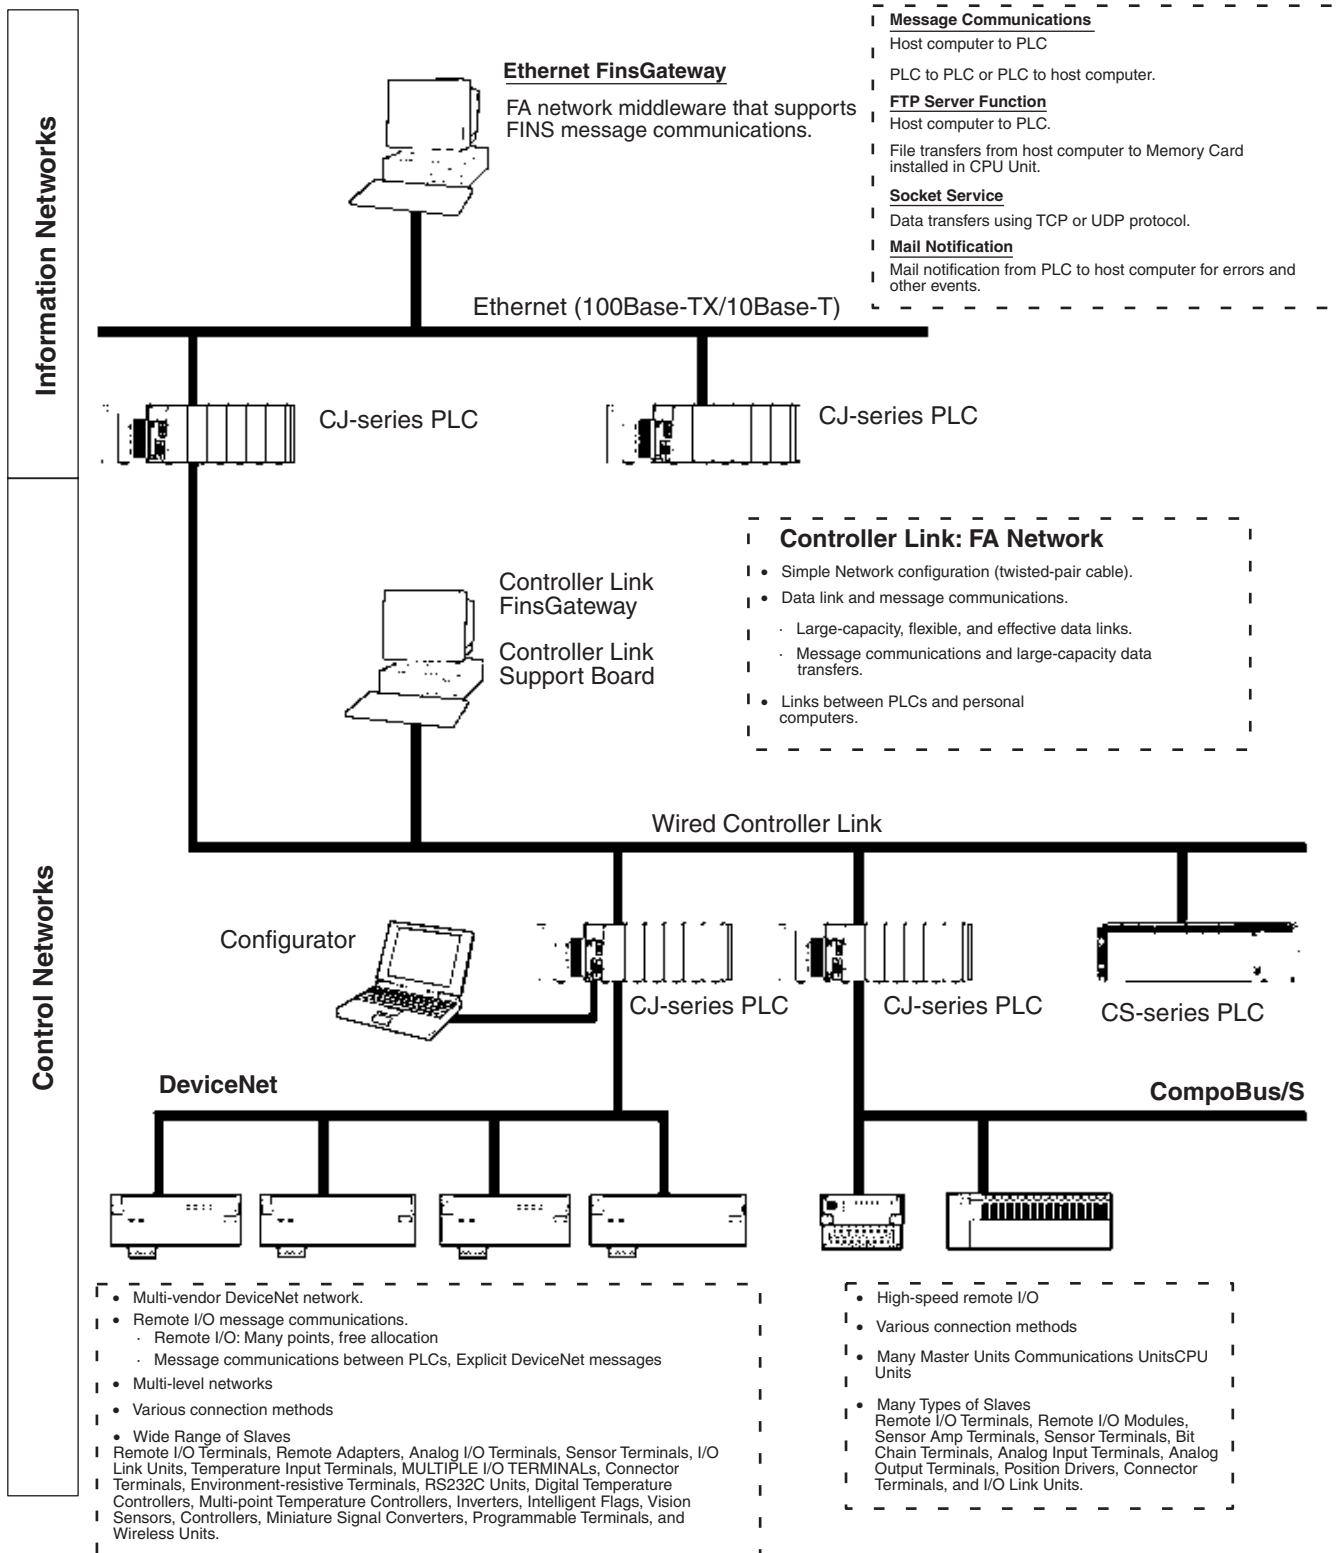 Information Networks
Ethernet FinsGateway
FA network middleware that supports
FINS message communications.
Message Communications
Host computer to PLC
PLC to PLC or PLC to host computer.
FTP Server Function
Host computer to PLC.
File transfers from host computer to Memory Card
installed in CPU Unit.
Socket Service
Data transfers using TCP or UDP protocol.
Mail Notification
Mail notification from PLC to host computer for errors and
other events.
Ethernet (100Base-TX/10Base-T)
CJ-series PLC
CJ-series PLC
Control Networks
Controller Link
FinsGateway
Controller Link
Support Board
Controller Link: FA Network
• Simple Network configuration (twisted-pair cable).
• Data link and message communications.
· Large-capacity, flexible, and effective data links.
· Message communications and large-capacity data
transfers.
• Links between PLCs and personal
computers.
Wired Controller Link
Configurator
CJ-series PLC
CJ-series PLC
CS-series PLC
DeviceNet
CompoBus/S
• Multi-vendor DeviceNet network.
• Remote I/O message communications.
· Remote I/O: Many points, free allocation
· Message communications between PLCs, Explicit DeviceNet messages
• Multi-level networks
• Various connection methods
• Wide Range of Slaves
Remote I/O Terminals, Remote Adapters, Analog I/O Terminals, Sensor Terminals, I/O
Link Units, Temperature Input Terminals, MULTIPLE I/O TERMINALs, Connector
Terminals, Environment-resistive Terminals, RS232C Units, Digital Temperature
Controllers, Multi-point Temperature Controllers, Inverters, Intelligent Flags, Vision
Sensors, Controllers, Miniature Signal Converters, Programmable Terminals, and
Wireless Units.
• High-speed remote I/O
• Various connection methods
• Many Master Units Communications UnitsCPU
Units
• Many Types of Slaves
Remote I/O Terminals, Remote I/O Modules,
Sensor Amp Terminals, Sensor Terminals, Bit
Chain Terminals, Analog Input Terminals, Analog
Output Terminals, Position Drivers, Connector
Terminals, and I/O Link Units.